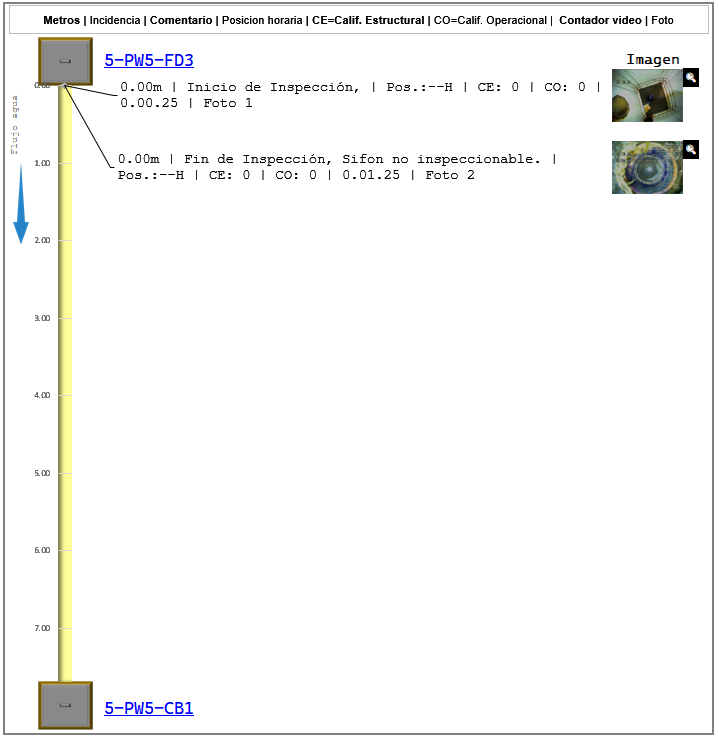 Metros | Incidencia | Comentario | Posicion horaria | CE=Calif. Estructural | CO=Calif. Operacional | Contador video | Foto
5-PW5-FD3
Imagen
0.00
0.00m | Inicio de Inspección, | Pos.:--H | CE: 0 | CO: 0 |
0.00.25 | Foto 1
Flujo agua
0.00m | Fin de Inspección, Sifon no inspeccionable. |
Pos.:--H | CE: 0 | CO: 0 | 0.01.25 | Foto 2
1.00
2.00
3.00
4.00
5.00
6.00
7.00
5-PW5-CB1